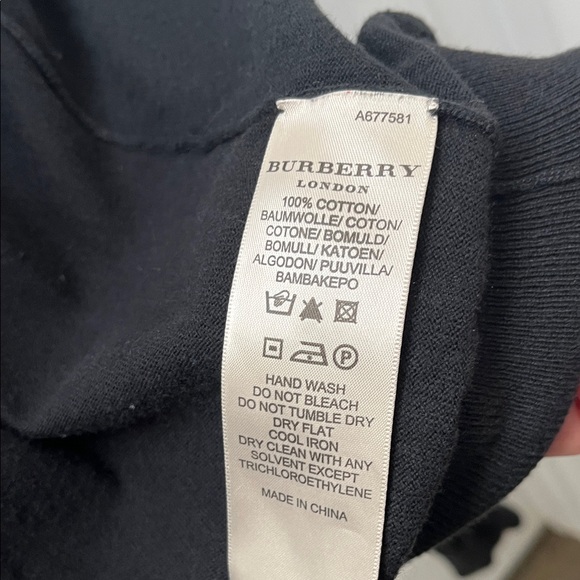 A677581
BURBERRY
LONDON
100% COTTON/
BAUMWOLLE/ COTON/
COTONE/ BOMULD/
BOMULL/ KATOEN/
ALGODON/ PUUVILLA/
BAMBAKEPO
P
HAND WASH
DO NOT BLEACH
DO NOT TUMBLE DRY
DRY FLAT
COOL IRON
DRY CLEAN WITH ANY
SOLVENT EXCEPT
TRICHLOROETHYLENE
MADE IN CHINA